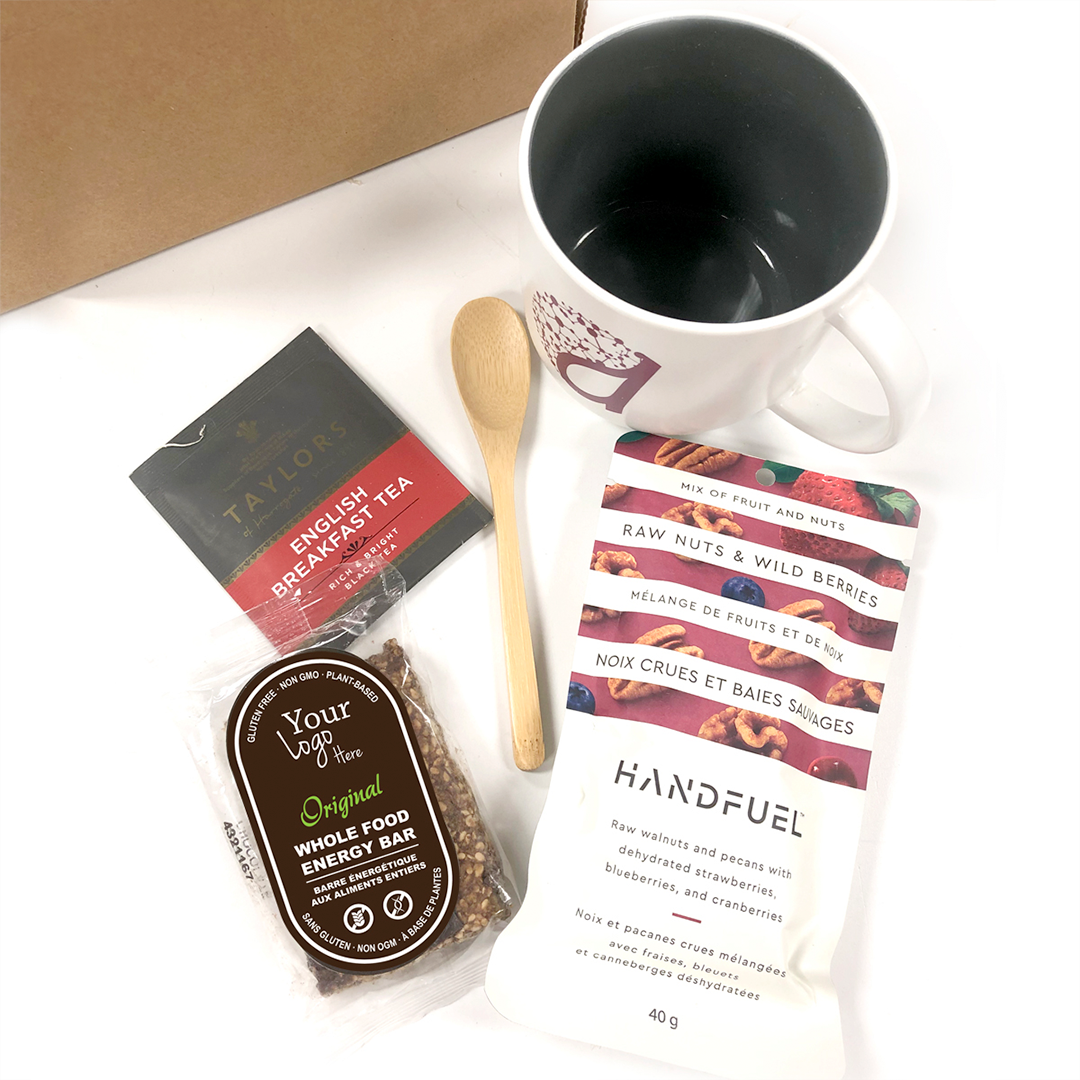 TAYLORS
of Harrogate
ENGLISH
BREAKFAST TEA
RICH & BRIGHT
BLACK TEA
GLUTEN FREE · NON GMO · PLANT-BASED
Your
Logo
Here
Original
WHOLE FOOD
ENERGY BAR
BARRE ÉNERGÉTIQUE
AUX ALIMENTS ENTIERS
SANS GLUTEN · NON OGM · À BASE DE PLANTES
4321167
a
MIX OF FRUIT AND NUTS
RAW NUTS & WILD BERRIES
MÉLANGE DE FRUITS ET DE NOIX
NOIX CRUES ET BAIES SAUVAGES
HANDFUEL™
Raw walnuts and pecans with
dehydrated strawberries,
blueberries, and cranberries
Noix et pacanes crues mélangées
avec fraises, bleuets
et canneberges déshydratées
40 g